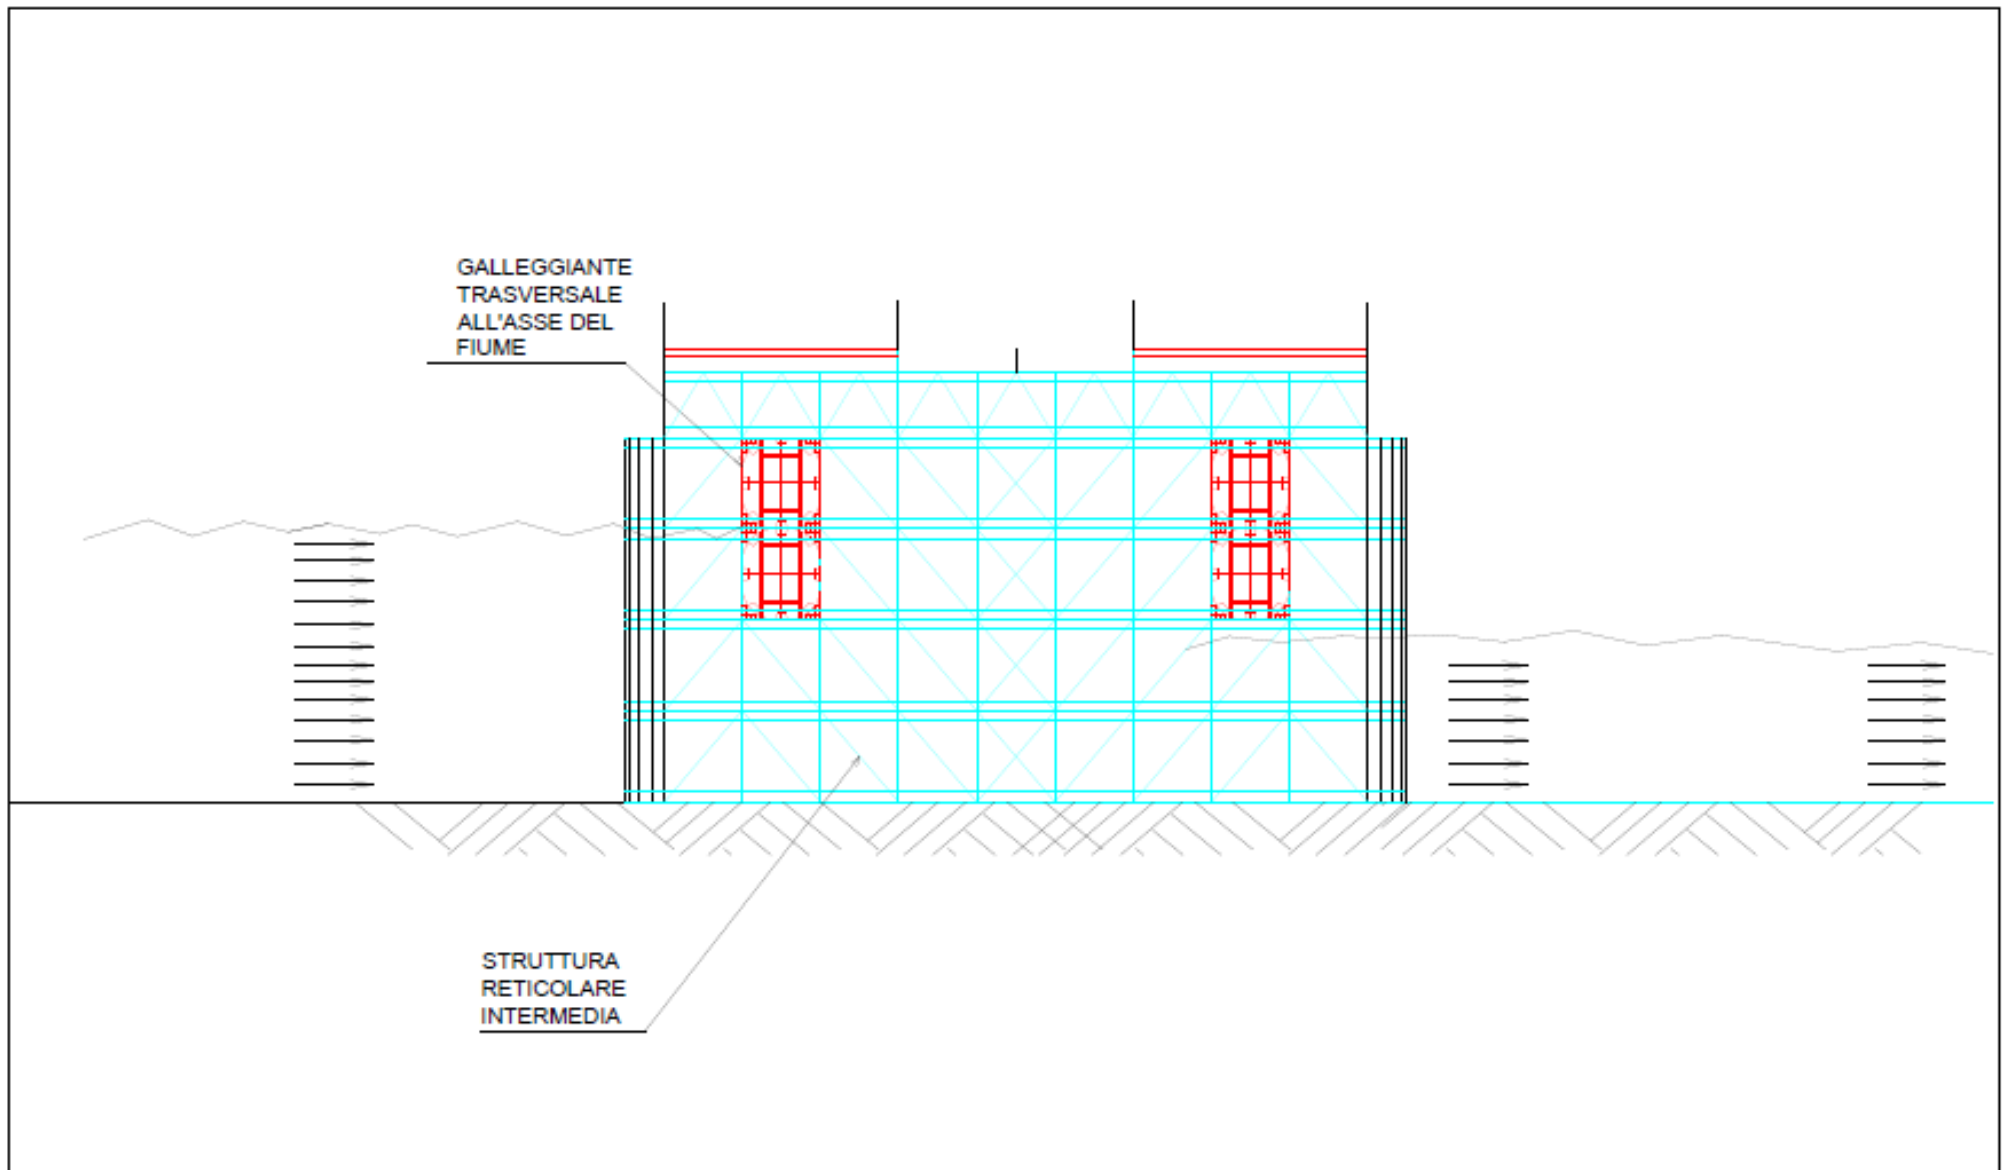 GALLEGGIANTE
TRASVERSALE
ALL'ASSE DEL
FIUME
STRUTTURA
RETICOLARE
INTERMEDIA